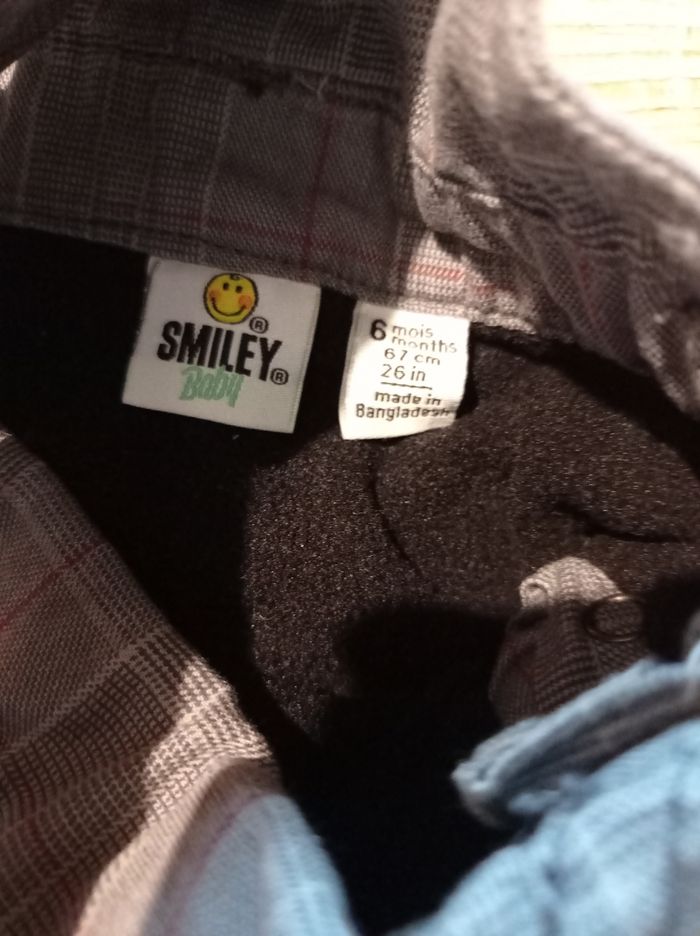 SMILEY®
Baby
6 mois
months
67 cm
26 in
made in
Bangladesh